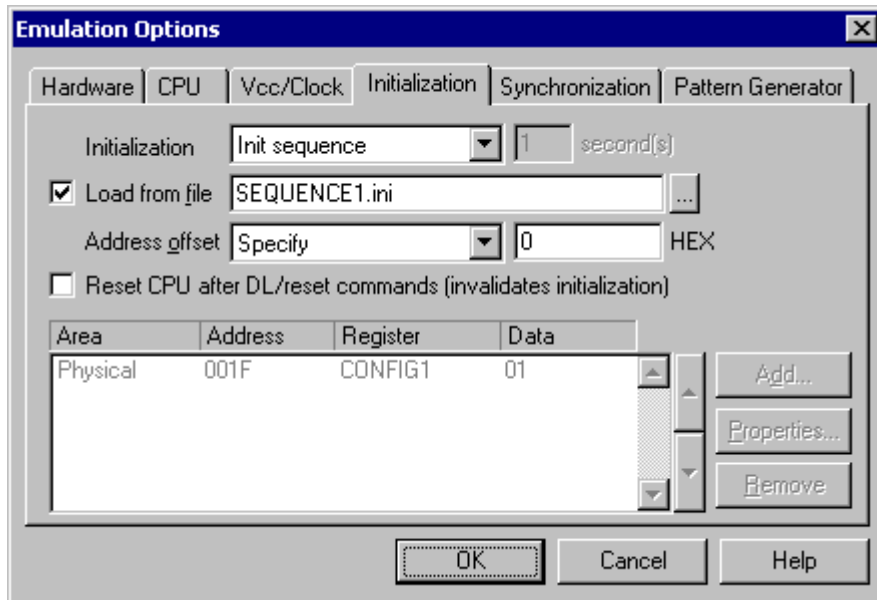 Emulation Options
Hardware CPU Vcc/Clock Initialization Synchronization Pattern Generator
Initialization Init sequence 1 second(s)
Load from file SEQUENCE1.ini ...
Address offset Specify 0 HEX
Reset CPU after DL/reset commands (invalidates initialization)
Area Address Register Data
Physical 001F CONFIG1 01
Add...
Properties...
Remove
OK Cancel Help